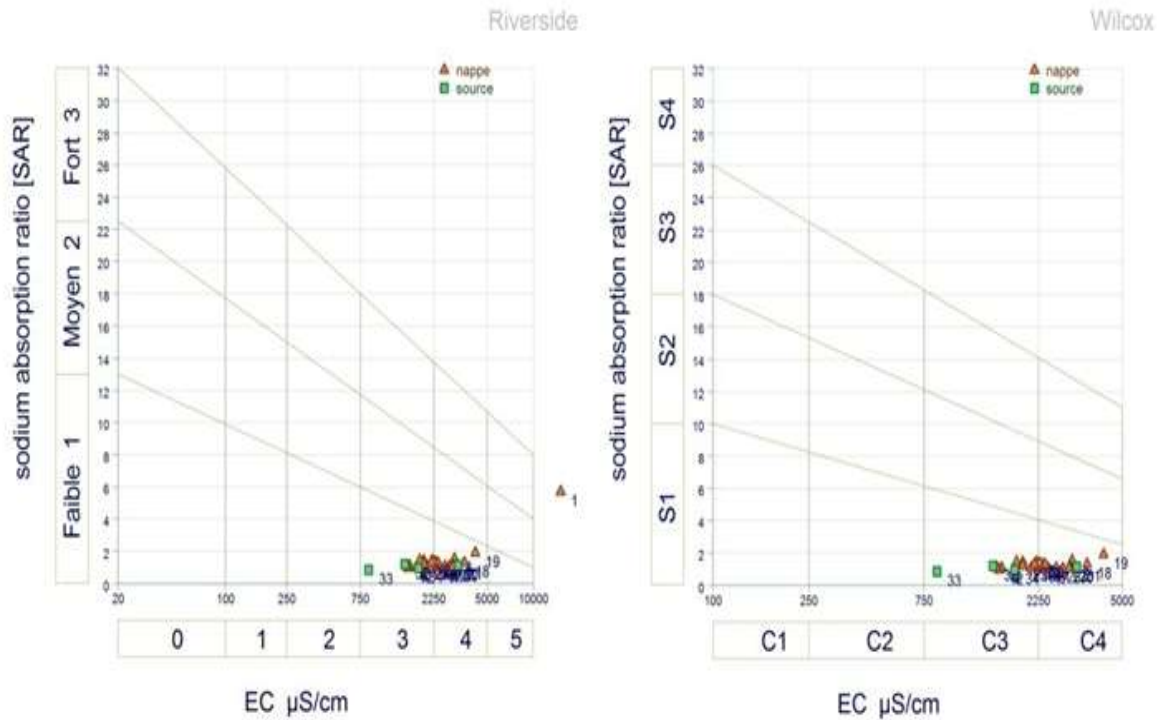 Riverside
Wilcox
nappe
source
sodium absorption ratio [SAR]
Fort 3
Moyen 2
Faible 1
32
30
28
26
24
22
20
18
16
14
12
10
8
6
4
2
0
1
33
19
18
20
100
250
750
2250
5000
10000
0
1
2
3
4
5
EC µS/cm
nappe
source
sodium absorption ratio [SAR]
S4
S3
S2
S1
32
30
28
26
24
22
20
18
16
14
12
10
8
6
4
2
0
33
34
19
18
100
250
750
2250
5000
C1
C2
C3
C4
EC µS/cm